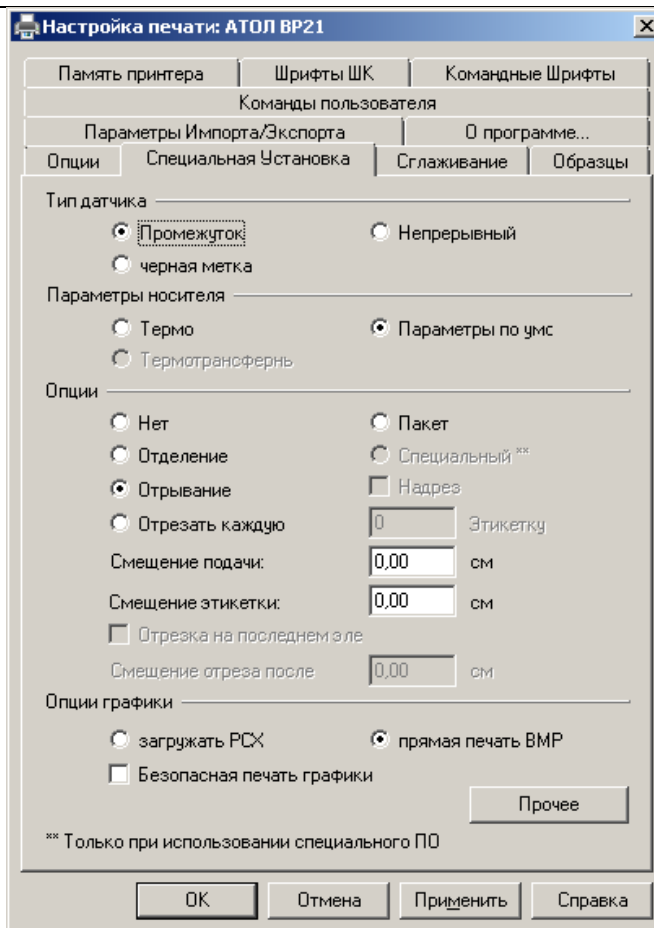 Настройка печати: АТОЛ BP21
Память принтера Шрифты ШК Командные Шрифты
Команды пользователя
Параметры Импорта/Экспорта О программе...
Опции Специальная Установка Сглаживание Образцы
Тип датчика
Промежуток Непрерывный
черная метка
Параметры носителя
Термо Параметры по умс
Термотрансфернь
Опции
Нет Пакет
Отделение Специальный **
Отрывание Надрез
Отрезать каждую 0 Этикетку
Смещение подачи: 0,00 см
Смещение этикетки: 0,00 см
Отрезка на последнем эле
Смещение отреза после 0,00 см
Опции графики
загружать PCX прямая печать BMP
Безопасная печать графики
Прочее
** Только при использовании специального ПО
OK Отмена Применить Справка